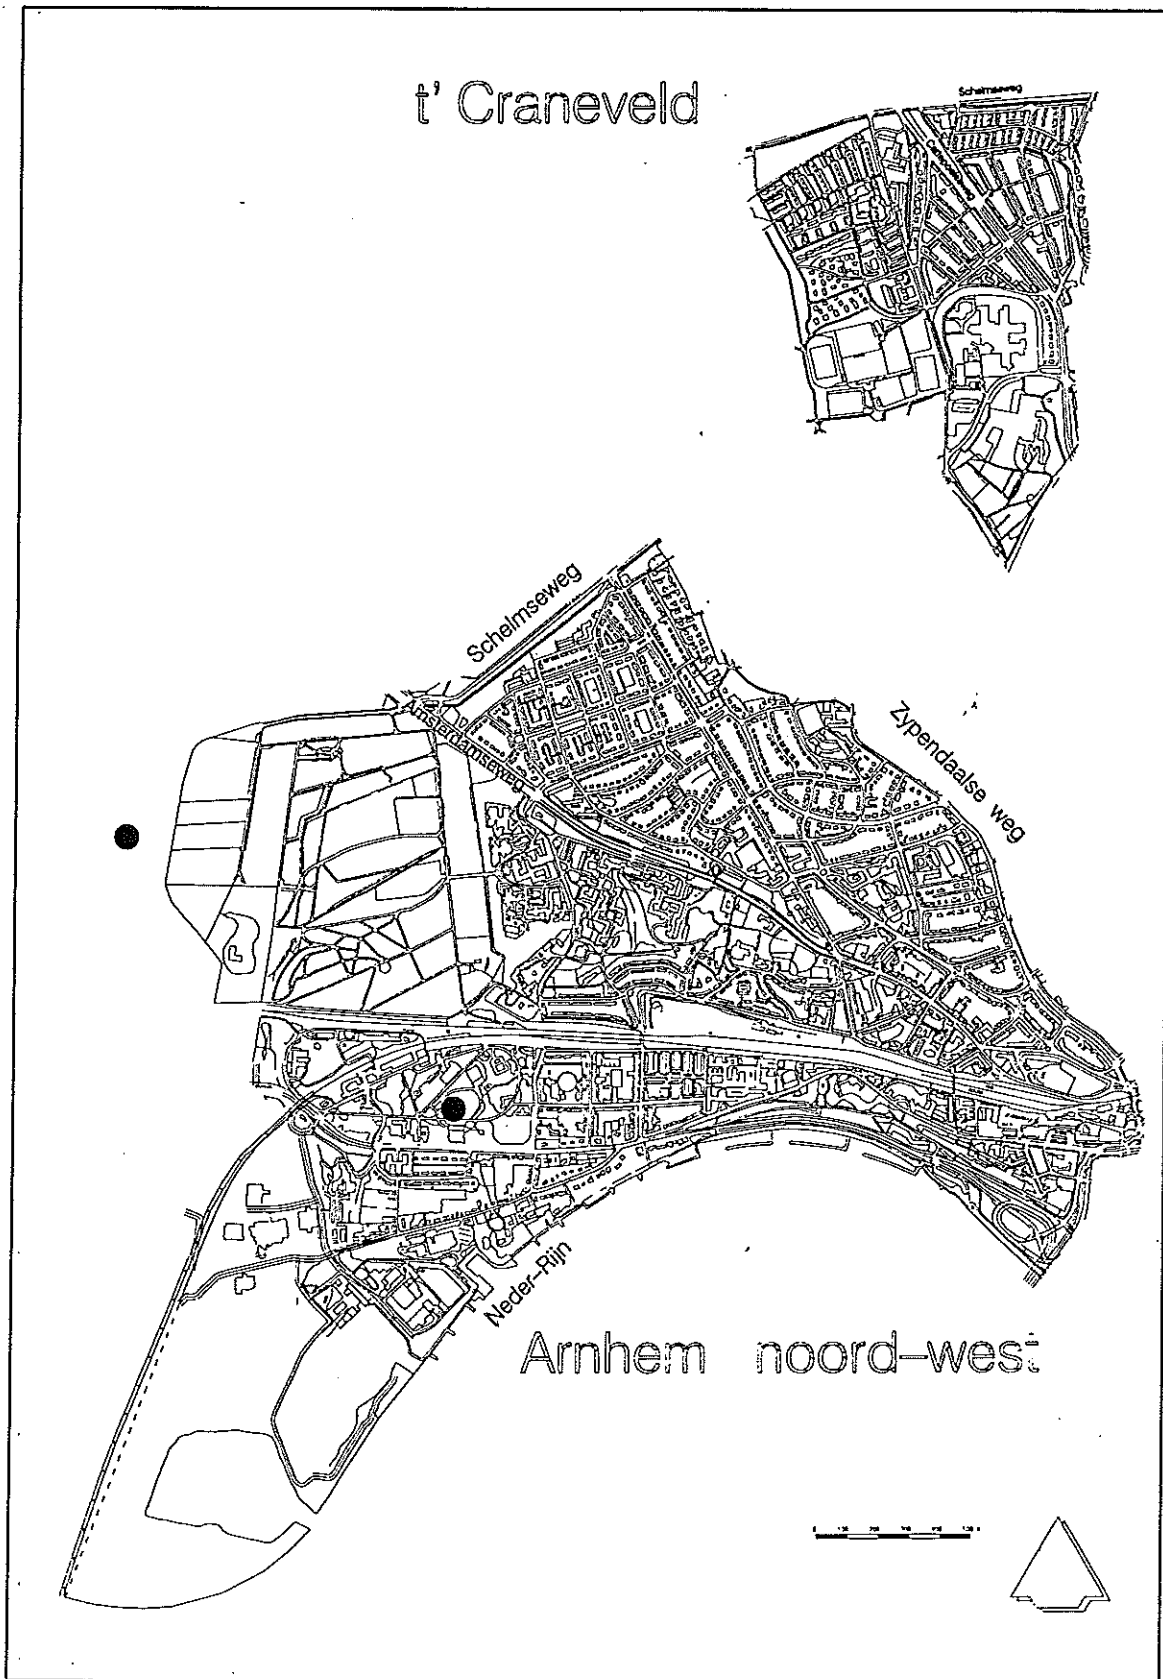 t' Craneveld
Schelmseweg
Schelmseweg
Amsterdamseweg
Zypendaalse weg
Neder-Rijn
Arnhem noord-west